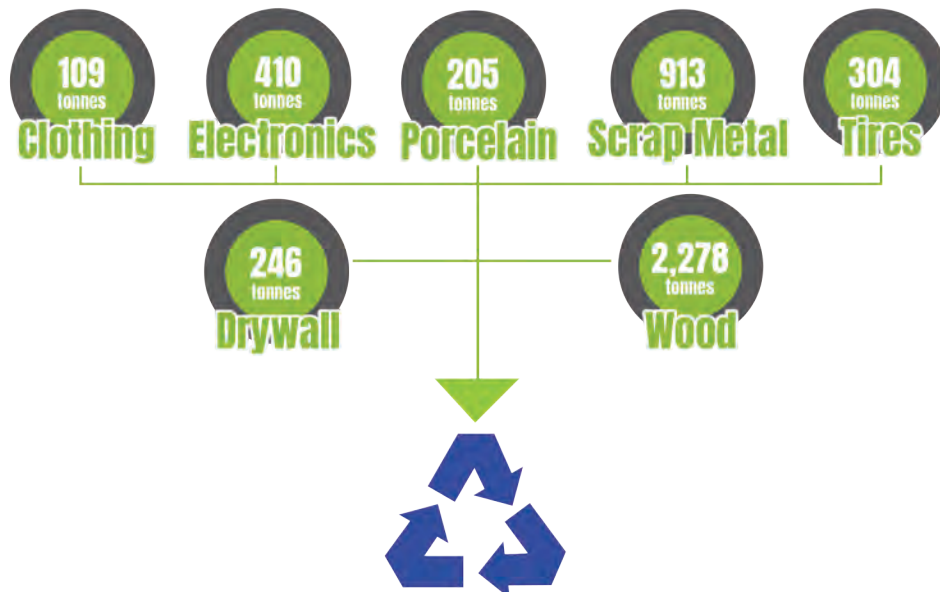 109
tonnes
Clothing
410
tonnes
Electronics
205
tonnes
Porcelain
913
tonnes
Scrap Metal
304
tonnes
Tires
246
tonnes
Drywall
2,278
tonnes
Wood